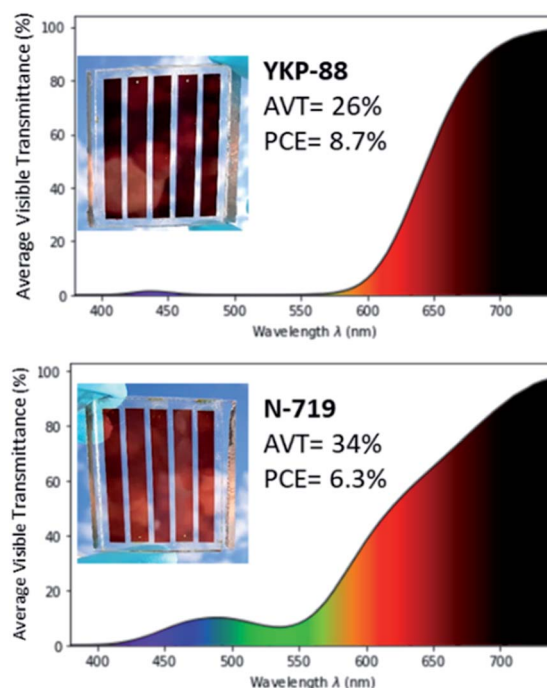 Average Visible Transmittance (%)
100
80
60
40
20
0
YKP-88
AVT= 26%
PCE= 8.7%
400 450 500 550 600 650 700
Wavelength λ (nm)
Average Visible Transmittance (%)
100
80
60
40
20
0
N-719
AVT= 34%
PCE= 6.3%
400 450 500 550 600 650 700
Wavelength λ (nm)